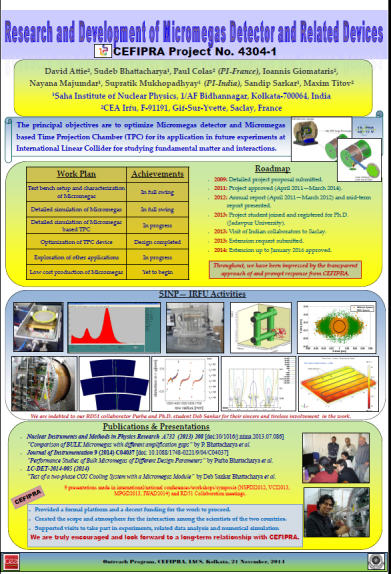 Research and Development of Micromegas Detector and Related Devices
CEFIPRA Project No. 4304-1
David Attie², Sudeb Bhattacharya¹, Paul Colas² (PI-France), Ioannis Giomataris²,
Nayana Majumdar¹, Supratik Mukhopadhyay¹ (PI-India), Sandip Sarkar¹, Maxim Titov²
¹Saha Institute of Nuclear Physics, 1/AF Bidhannagar, Kolkata-700064, India
²CEA Irfu, F-91191, Gif-Sur-Yvette, Saclay, France
The principal objectives are to optimize Micromegas detector and Micromegas
based Time Projection Chamber (TPC) for its application in future experiments at
International Linear Collider for studying fundamental matter and interactions.
Work Plan
Achievements
Test bench setup and characterization
of Micromegas
In full swing
Detailed simulation of Micromegas
In full swing
Detailed simulation of Micromegas
based TPC
In progress
Optimization of TPC device
Design completed
Exploration of other applications
In progress
Low cost production of Micromegas
Yet to begin
Roadmap
2009: Detailed project proposal submitted.
2011: Project approved (April 2011—March 2014).
2012: Annual report (April 2011—March 2012) and mid-term
report presented.
2013: Project student joined and registered for Ph.D.
(Jadavpur University).
2013: Visit of Indian collaborators to Saclay.
2013: Extension request submitted.
2014: Extension up to January 2016 approved.
Throughout, we have been impressed by the transparent
approach of and prompt response from CEFIPRA.
SINP— IRFU Activities
We are indebted to our RD51 collaborator Purba and Ph.D. student Deb Sankar for their sincere and tireless involvement in the work.
Publications & Presentations
Nuclear Instruments and Methods in Physics Research A733 (2013) 208 [doi:10.1016/j.nima.2013.07.086]
"Comparison of BULK Micromegas with different amplification gaps" by P. Bhattacharya et al.
Journal of Instrumentation 9 (2014) C04037 [doi: 10.1088/1748-0221/9/04/C04037]
"Performance Studies of Bulk Micromegas of Different Design Parameters" by Purba Bhattacharya et al.
LC-DET-2014-005 (2014)
"Test of a two-phase CO2 Cooling System with a Micromegas Module" by Deb Sankar Bhattacharya et al.
9 presentations made in international/national conferences/workshops/symposia (NSPD2012, VCI2013,
MPGD2013, IWAD2014) and RD51 Collaboration meetings.
CEFIPRA
Provided a formal platform and a decent funding for the work to proceed.
Created the scope and atmosphere for the interaction among the scientists of the two countries.
Supported visits to take part in experiments, related data analysis and numerical simulation
We are truly encouraged and look forward to a long-term relationship with CEFIPRA.
Outreach Program, CEFIPRA, IACS, Kolkata, 21 November, 2014